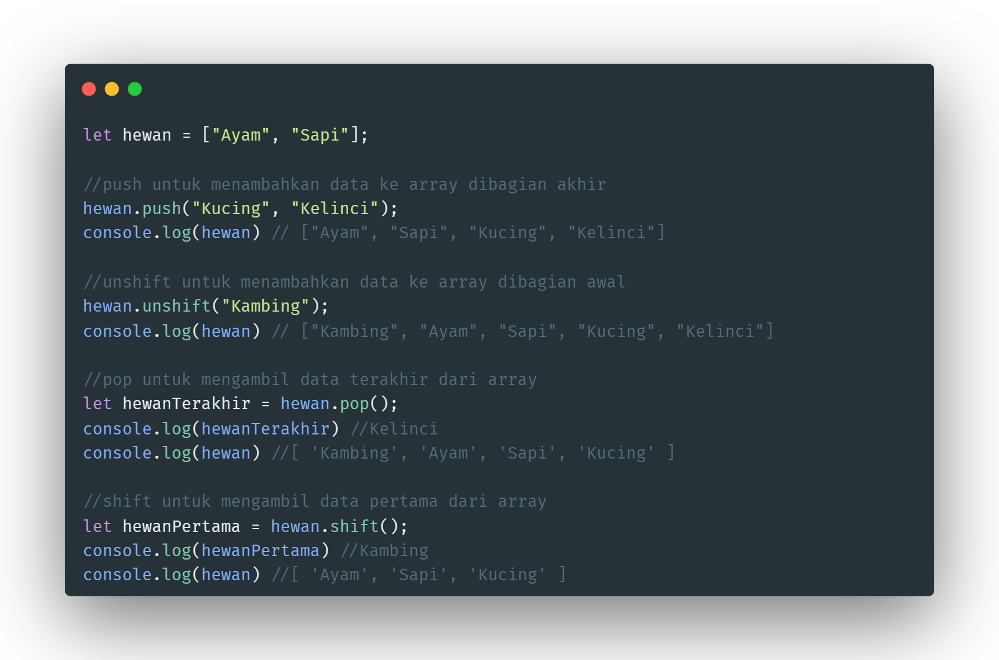 let hewan = ["Ayam", "Sapi"];
//push untuk menambahkan data ke array dibagian akhir
hewan.push("Kucing", "Kelinci");
console.log(hewan) // ["Ayam", "Sapi", "Kucing", "Kelinci"]
//unshift untuk menambahkan data ke array dibagian awal
hewan.unshift("Kambing");
console.log(hewan) // ["Kambing", "Ayam", "Sapi", "Kucing", "Kelinci"]
//pop untuk mengambil data terakhir dari array
let hewanTerakhir = hewan.pop();
console.log(hewanTerakhir) //Kelinci
console.log(hewan) //[ 'Kambing', 'Ayam', 'Sapi', 'Kucing' ]
//shift untuk mengambil data pertama dari array
let hewanPertama = hewan.shift();
console.log(hewanPertama) //Kambing
console.log(hewan) //[ 'Ayam', 'Sapi', 'Kucing' ]